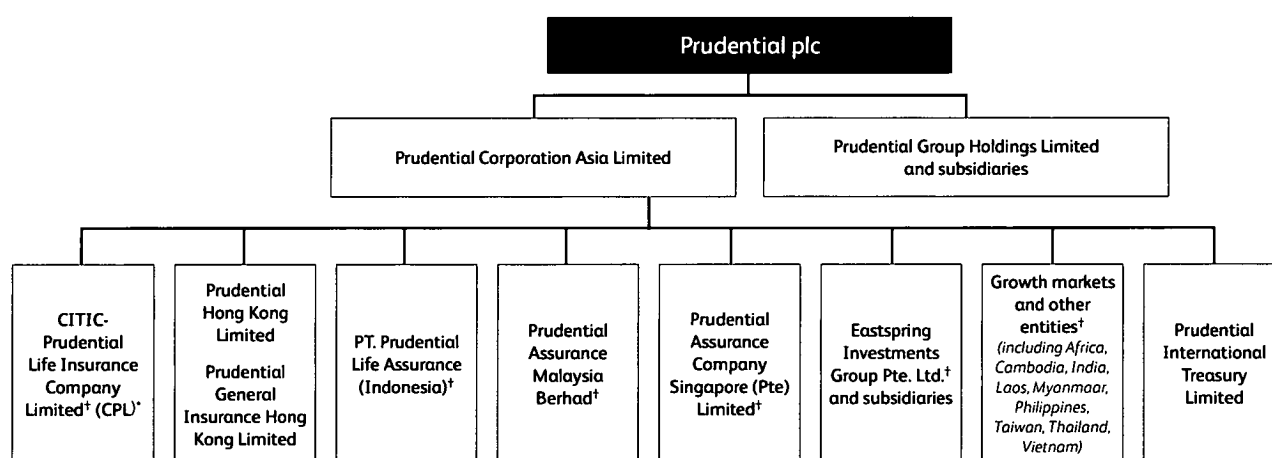 Prudential plc
Prudential Corporation Asia Limited
Prudential Group Holdings Limited
and subsidiaries
CITIC-
Prudential
Life Insurance
Company
Limited† (CPL)*
Prudential
Hong Kong
Limited
Prudential
General
Insurance Hong
Kong Limited
PT. Prudential
Life Assurance
(Indonesia)†
Prudential
Assurance
Malaysia
Berhad†
Prudential
Assurance
Company
Singapore (Pte)
Limited†
Eastspring
Investments
Group Pte. Ltd.†
and subsidiaries
Growth markets
and other
entities†
(including Africa,
Cambodia, India,
Laos, Myanmaar,
Philippines,
Taiwan, Thailand,
Vietnam)
Prudential
International
Treasury
Limited